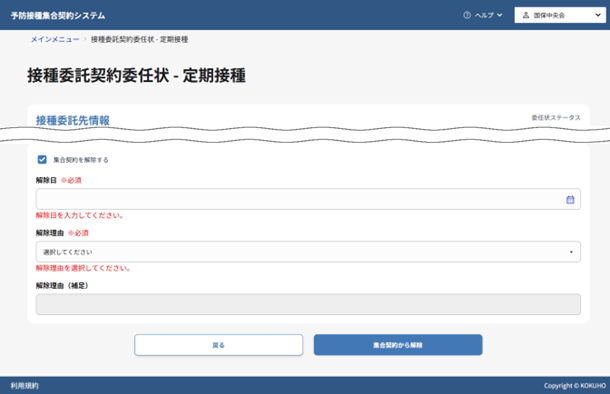 予防接種集合契約システム
ヘルプ
国保中央会
メインメニュー > 接種委託契約委任状 - 定期接種
接種委託契約委任状 - 定期接種
接種委託先情報
委任状ステータス
集合契約を解除する
解除日 ※必須
解除日を入力してください。
解除理由 ※必須
選択してください
解除理由を選択してください。
解除理由（補足）
戻る
集合契約から解除
利用規約
Copyright © KOKUHO